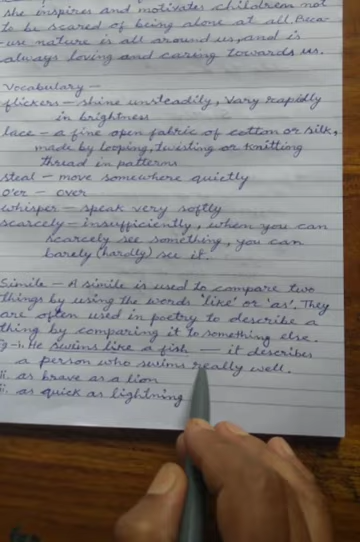 she inspires and motivates children not
to be scared of being alone at all. Beca-
-use nature is all around us, and is
always loving and caring towards us.
Vocabulary -
flickers - shine unsteadily, vary rapidly
in brightness
lace - a fine open fabric of cotton or silk,
made by looping, twisting or knitting
thread in patterns
steal - move somewhere quietly
O'er - over
whisper - speak very softly
scarcely - insufficiently, when you can
scarcely see something, you can
barely (hardly) see it.
Simile - A simile is used to compare two
things by using the words 'like' or 'as'. They
are often used in poetry to describe a
thing by comparing it to something else.
Eg - i. He swims like a fish — it describes
a person who swims really well.
ii. as brave as a lion
as quick as lightning